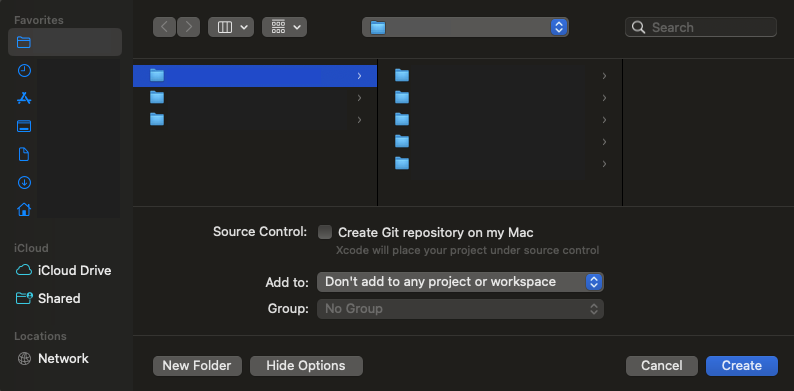 Favorites
Search
Source Control: Create Git repository on my Mac
Xcode will place your project under source control
iCloud
iCloud Drive
Add to: Don't add to any project or workspace
Shared
Group: No Group
Locations
Network
New Folder Hide Options Cancel Create